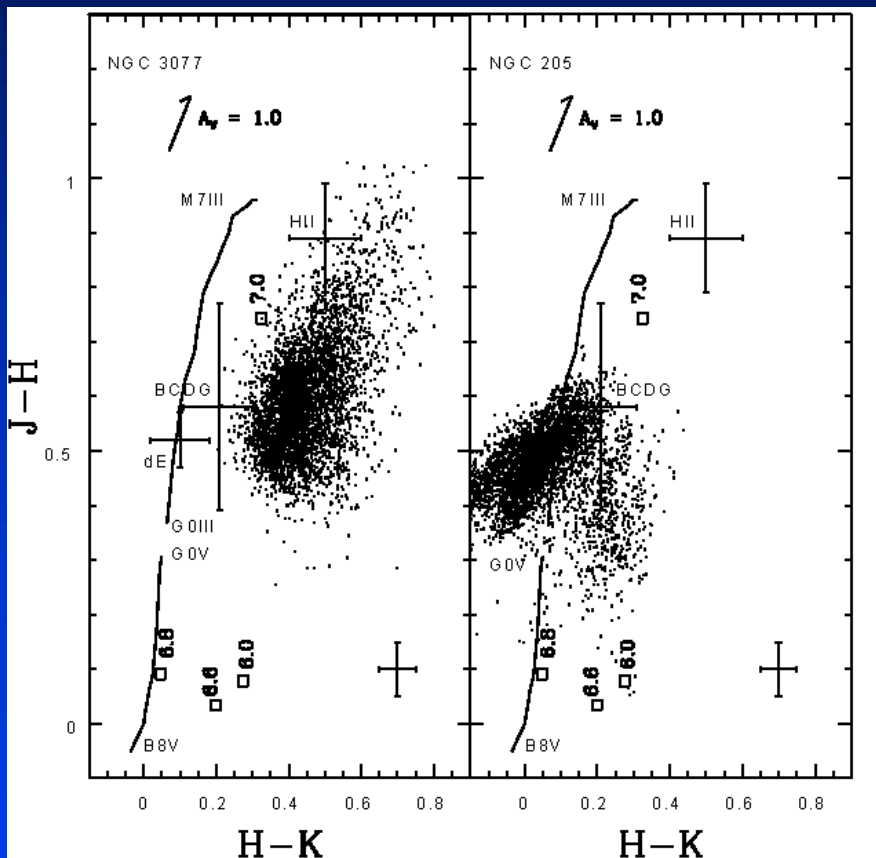 NGC 3077
A_V = 1.0
M7III
HII
7.0
BCDG
dE
G0III
G0V
6.8
6.6
6.0
B8V
NGC 205
A_V = 1.0
M7III
HII
7.0
BCDG
G0V
6.8
6.6
6.0
B8V
J-H
1
0.5
0
0
0.2
0.4
0.6
0.8
0
0.2
0.4
0.6
0.8
H-K
H-K